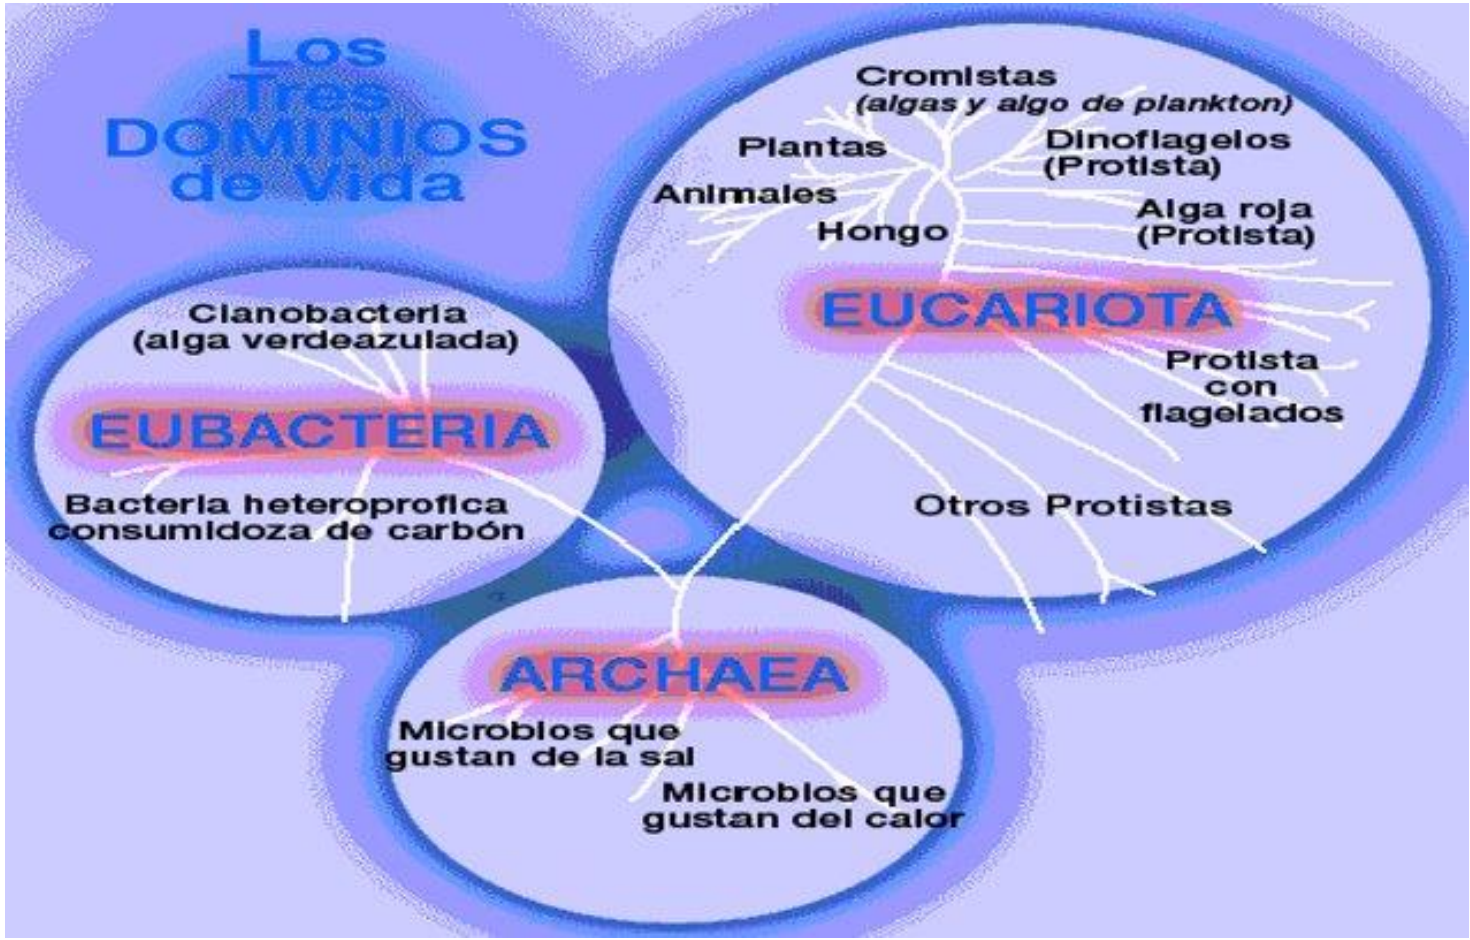 Los
Tres
DOMINIOS
de Vida
Cromistas
(algas y algo de plankton)
Plantas
Dinoflagelos
(Protista)
Animales
Alga roja
(Protista)
Hongo
EUCARIOTA
Protista
con
flagelados
Otros Protistas
Cianobacteria
(alga verdeazulada)
EUBACTERIA
Bacteria heteroprofica
consumidoza de carbón
ARCHAEA
Microbios que
gustan de la sal
Microbios que
gustan del calor